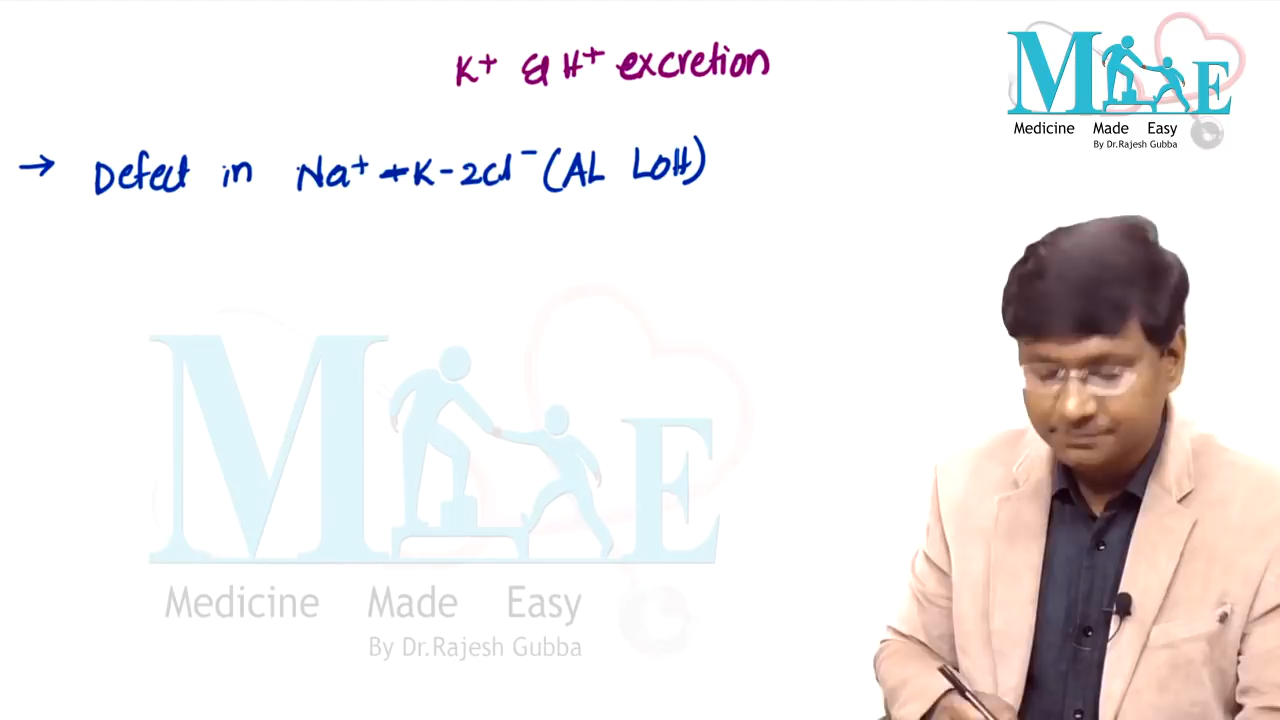 K+ & H+ excretion
→ Defect in Na+ -K-2Cl- (AL LOH)
MME
Medicine Made Easy
By Dr.Rajesh Gubba
Medicine Made Easy
By Dr.Rajesh Gubba